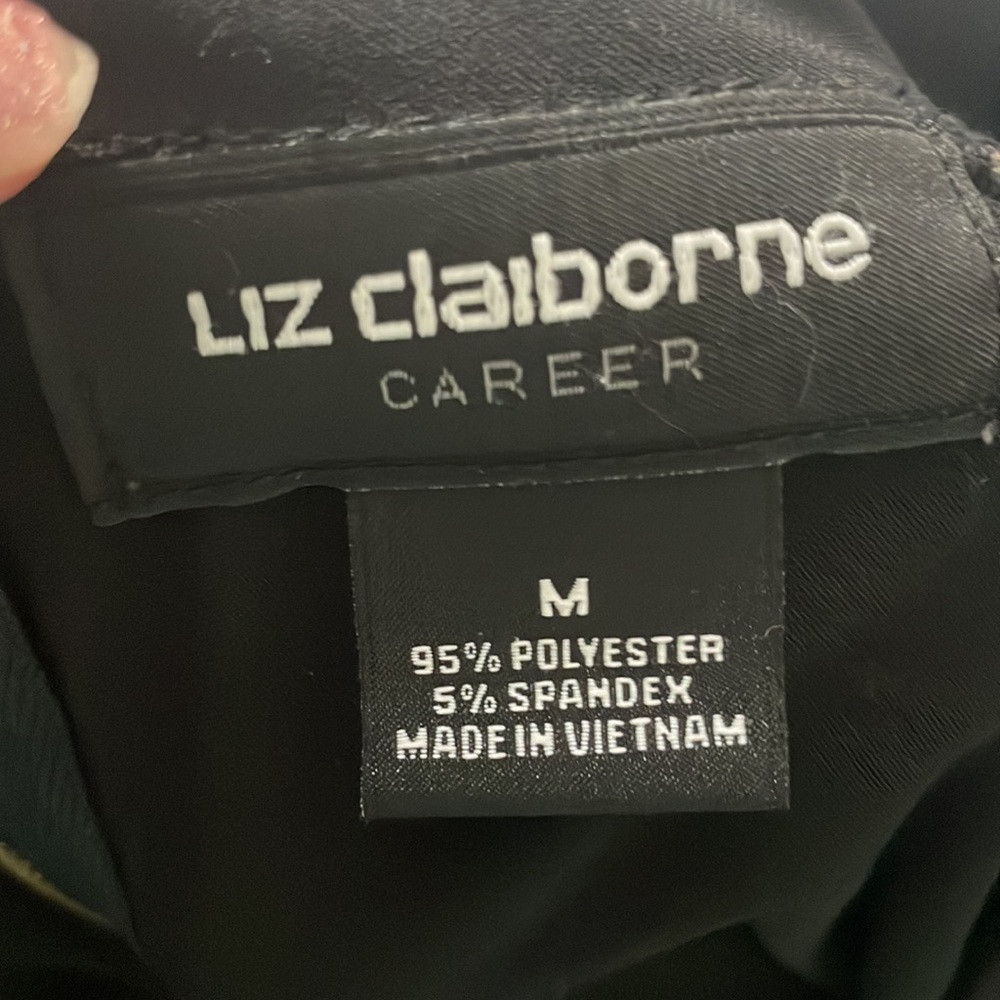 Liz claiborne
CAREER
M
95% POLYESTER
5% SPANDEX
MADE IN VIETNAM